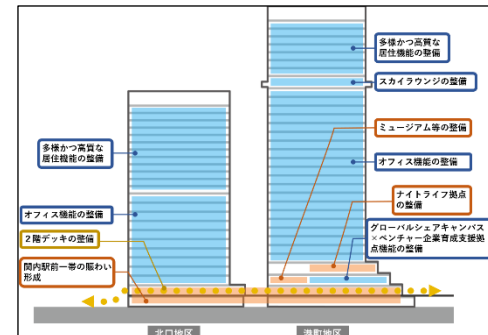 多様かつ高質な
居住機能の整備
スカイラウンジの整備
ミュージアム等の整備
多様かつ高質な
居住機能の整備
オフィス機能の整備
ナイトライフ拠点
の整備
オフィス機能の整備
グローバルシェアキャンパス
×ベンチャー企業育成支援拠
点機能の整備
２階デッキの整備
関内駅前一帯の賑わい
形成
北口地区
港町地区